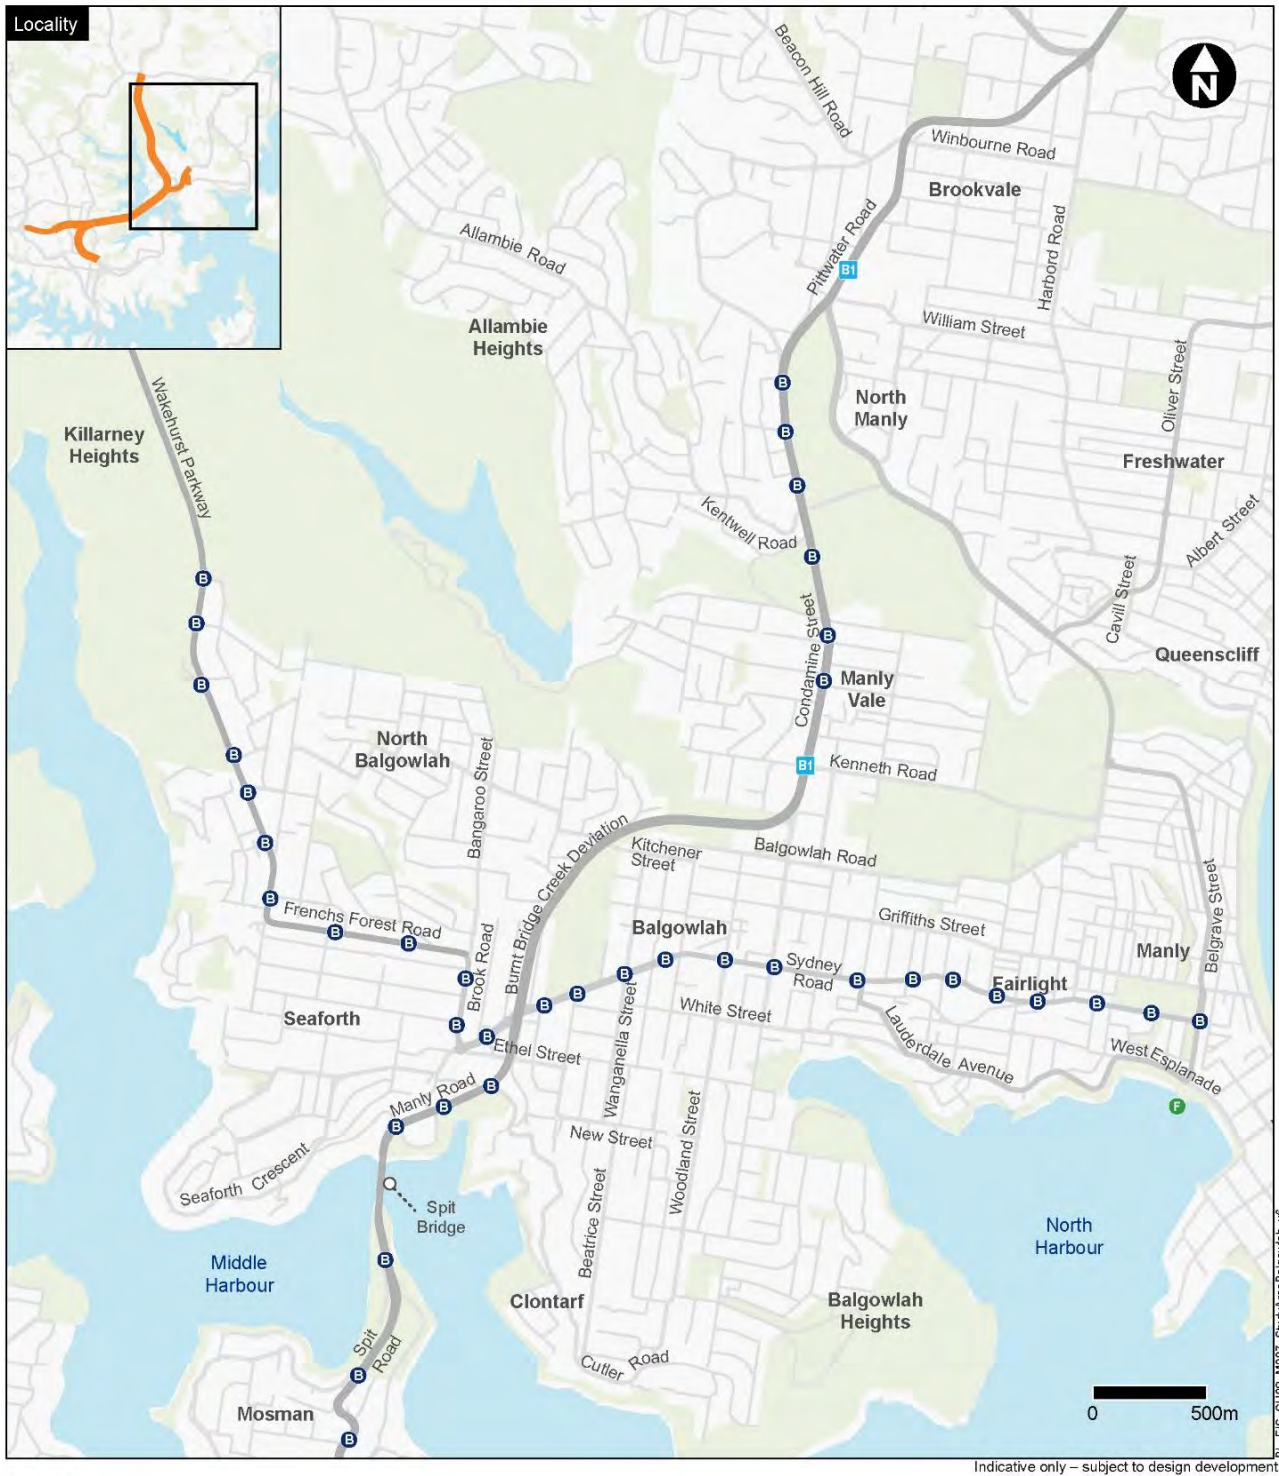 Locality
N
Beacon Hill Road
Winbourne Road
Brookvale
Pittwater Road
B1
Harbord Road
Allambie Road
William Street
Allambie
Heights
Oliver Street
Wakehurst Parkway
B
North
Manly
Killarney
Heights
B
Freshwater
B
Kentwell Road
Albert Street
B
B
Cavill Street
B
Condamine Street
B
Queenscliff
B
B
Manly
Vale
North
Balgowlah
Bangaroo Street
B
B1
Kenneth Road
B
Burnt Bridge Creek Deviation
Kitchener
Street
Balgowlah Road
B
Belgrave Street
B
Frenchs Forest Road
B
B
Griffiths Street
Balgowlah
Manly
Brook Road
B
B
B
B
B
Sydney
Road
B
B
B
B
Fairlight
B
B
B
B
B
B
B
Wanganella Street
White Street
Seaforth
B
B
Ethel Street
Lauderdale Avenue
West Esplanade
Manly Road
B
B
B
F
Woodland Street
New Street
Seaforth Crescent
Beatrice Street
Spit
Bridge
North
Harbour
Middle
Harbour
B
Clontarf
Balgowlah
Heights
Spit
Road
B
Cutler Road
Mosman
B
0 500m
Indicative only – subject to design development